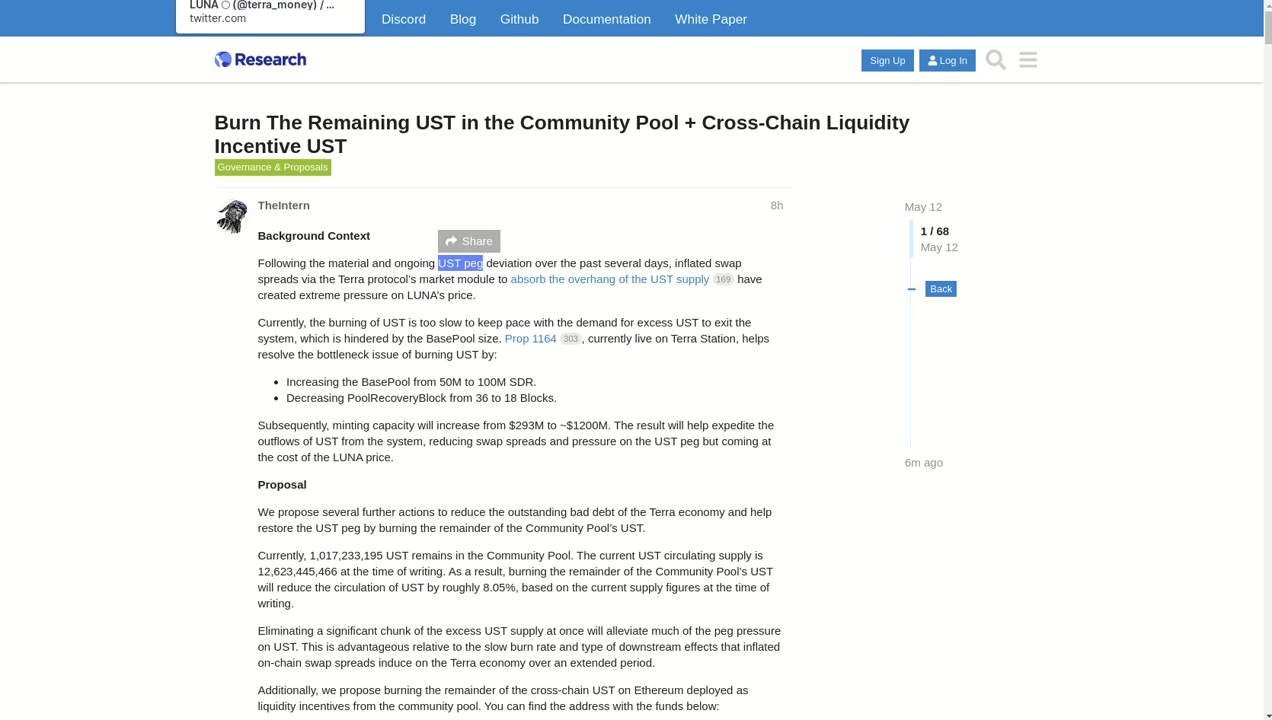 LUNA 🌕 (@terra_money) / ...
twitter.com
Discord Blog Github Documentation White Paper
Research
Sign Up Log In
Burn The Remaining UST in the Community Pool + Cross-Chain Liquidity
Incentive UST
Governance & Proposals
TheIntern 8h
May 12
1 / 68
May 12
Back
6m ago
Background Context
Share
Following the material and ongoing UST peg deviation over the past several days, inflated swap
spreads via the Terra protocol's market module to absorb the overhang of the UST supply 169 have
created extreme pressure on LUNA's price.
Currently, the burning of UST is too slow to keep pace with the demand for excess UST to exit the
system, which is hindered by the BasePool size. Prop 1164 303, currently live on Terra Station, helps
resolve the bottleneck issue of burning UST by:
• Increasing the BasePool from 50M to 100M SDR.
• Decreasing PoolRecoveryBlock from 36 to 18 Blocks.
Subsequently, minting capacity will increase from $293M to ~$1200M. The result will help expedite the
outflows of UST from the system, reducing swap spreads and pressure on the UST peg but coming at
the cost of the LUNA price.
Proposal
We propose several further actions to reduce the outstanding bad debt of the Terra economy and help
restore the UST peg by burning the remainder of the Community Pool's UST.
Currently, 1,017,233,195 UST remains in the Community Pool. The current UST circulating supply is
12,623,445,466 at the time of writing. As a result, burning the remainder of the Community Pool's UST
will reduce the circulation of UST by roughly 8.05%, based on the current supply figures at the time of
writing.
Eliminating a significant chunk of the excess UST supply at once will alleviate much of the peg pressure
on UST. This is advantageous relative to the slow burn rate and type of downstream effects that inflated
on-chain swap spreads induce on the Terra economy over an extended period.
Additionally, we propose burning the remainder of the cross-chain UST on Ethereum deployed as
liquidity incentives from the community pool. You can find the address with the funds below: